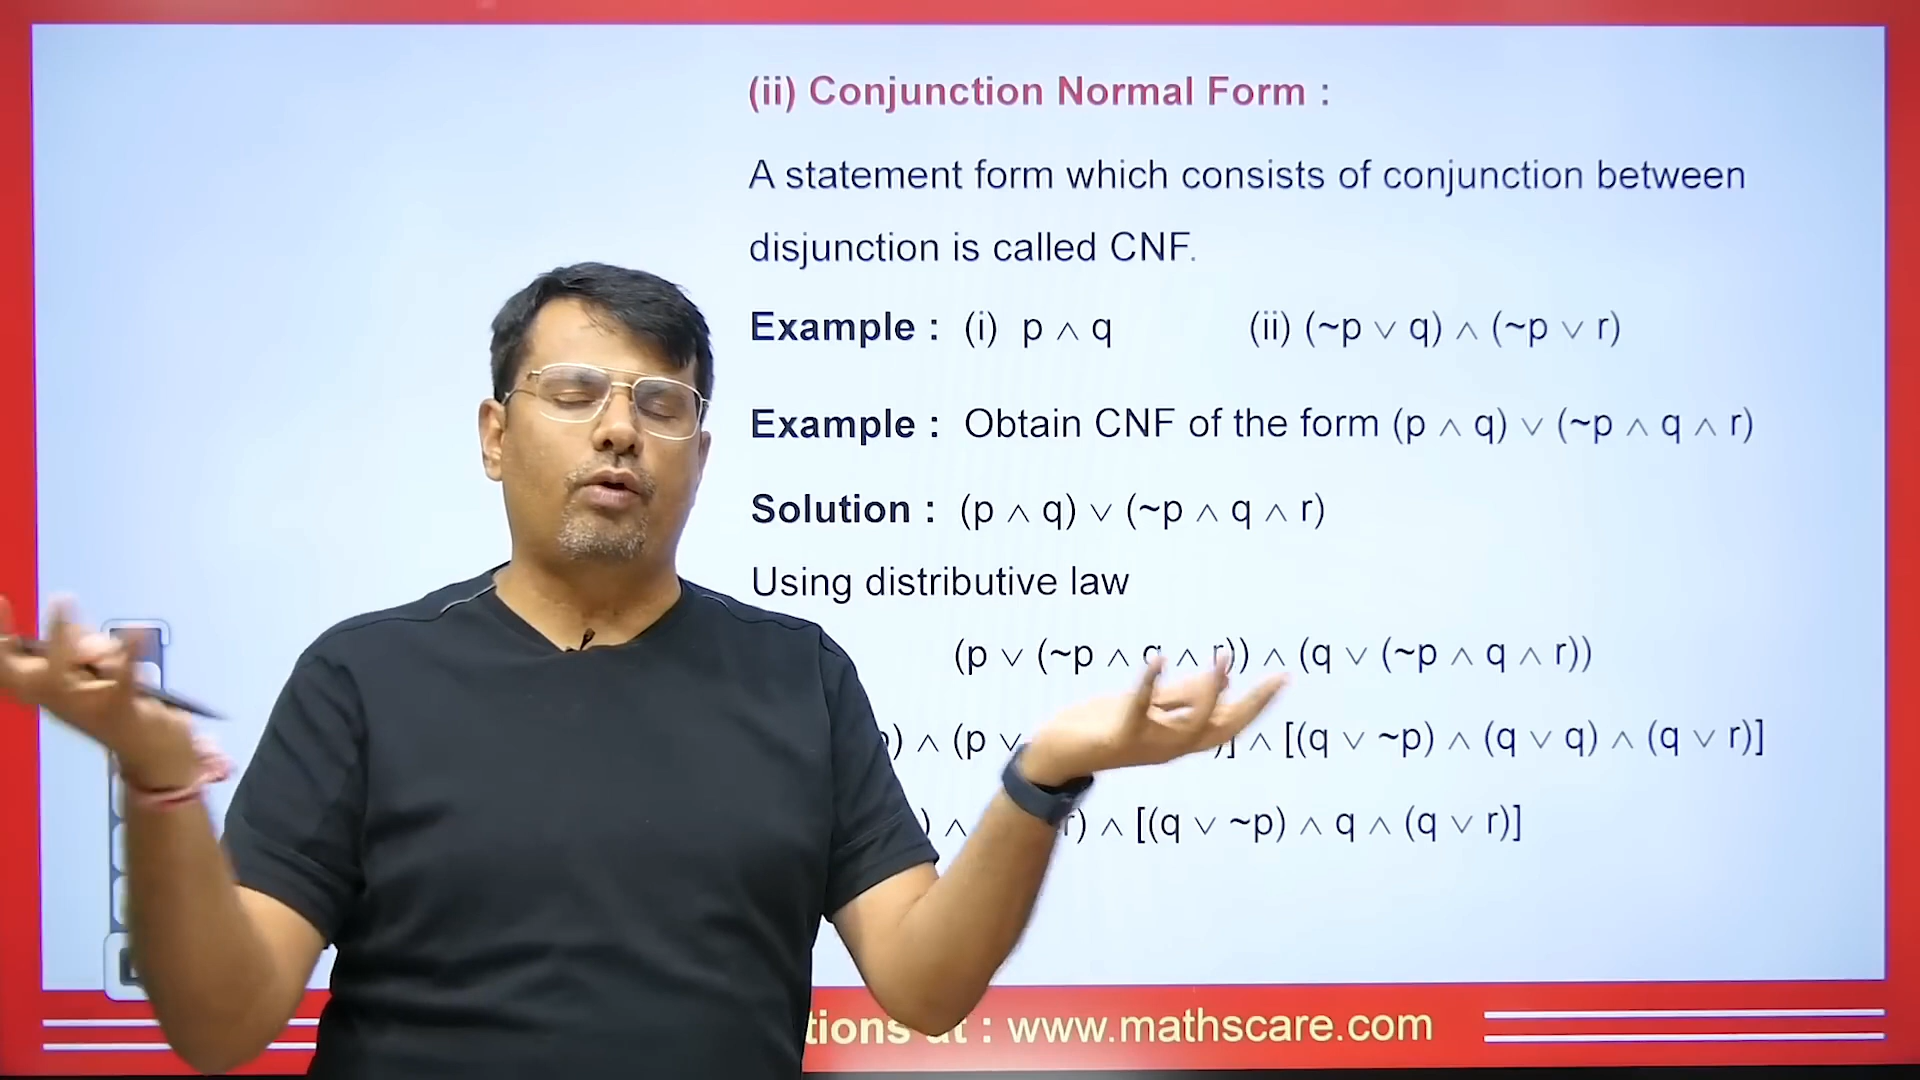 (ii) Conjunction Normal Form :
A statement form which consists of conjunction between
disjunction is called CNF.
Example : (i) p ∧ q (ii) (~p ∨ q) ∧ (~p ∨ r)
Example : Obtain CNF of the form (p ∧ q) ∨ (~p ∧ q ∧ r)
Solution : (p ∧ q) ∨ (~p ∧ q ∧ r)
Using distributive law
(p ∨ (~p ∧ q ∧ r)) ∧ (q ∨ (~p ∧ q ∧ r))
) ∧ (p ∨ )] ∧ [(q ∨ ~p) ∧ (q ∨ q) ∧ (q ∨ r)]
) ∧ r) ∧ [(q ∨ ~p) ∧ q ∧ (q ∨ r)]
tions at : www.mathscare.com